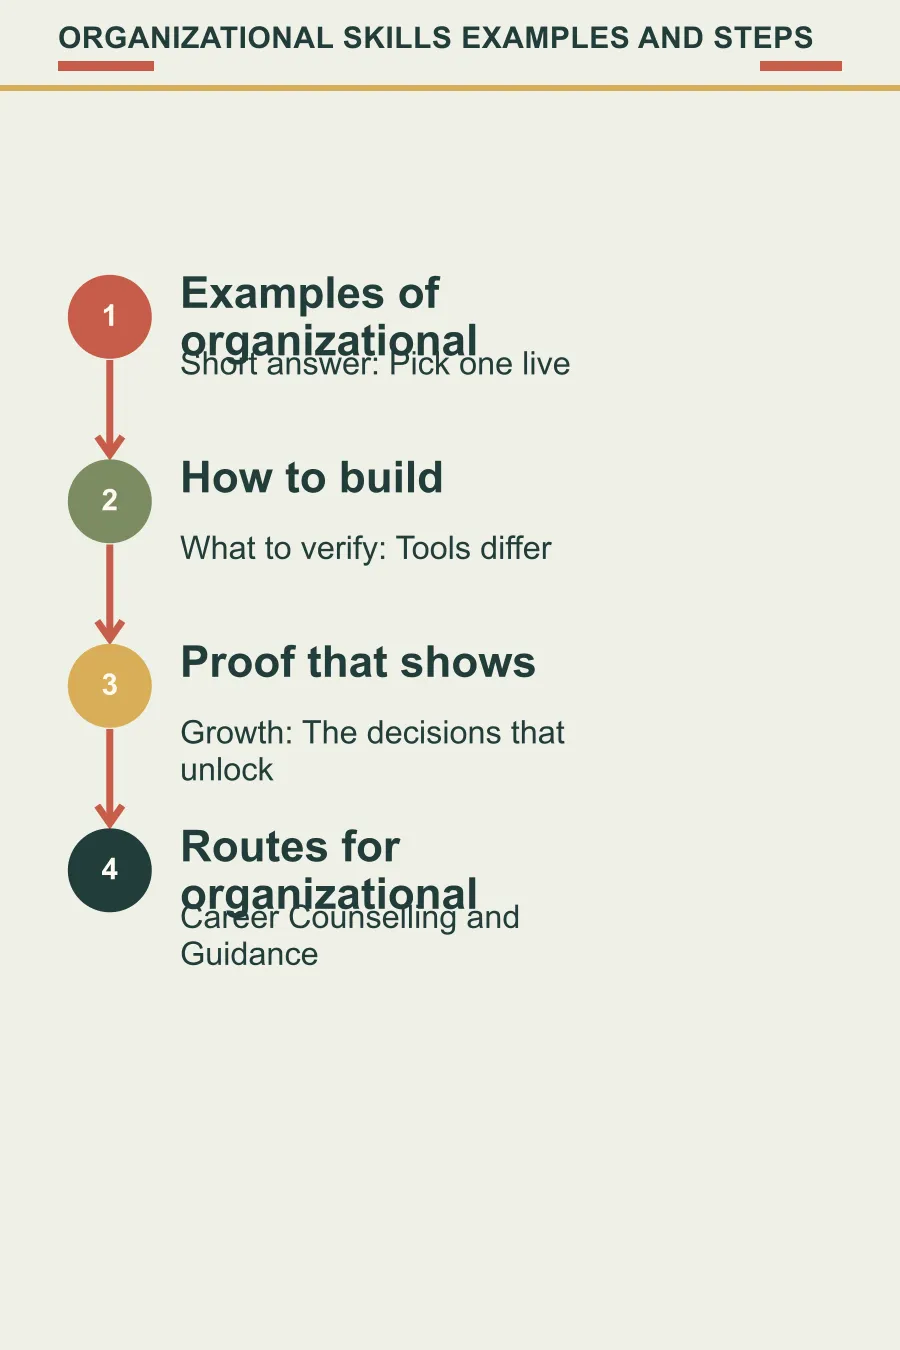 ORGANIZATIONAL SKILLS EXAMPLES AND STEPS
1
Examples of
organizational
Short answer: Pick one live
2
How to build
What to verify: Tools differ
3
Proof that shows
Growth: The decisions that
unlock
4
Routes for
organizational
Career Counselling and
Guidance